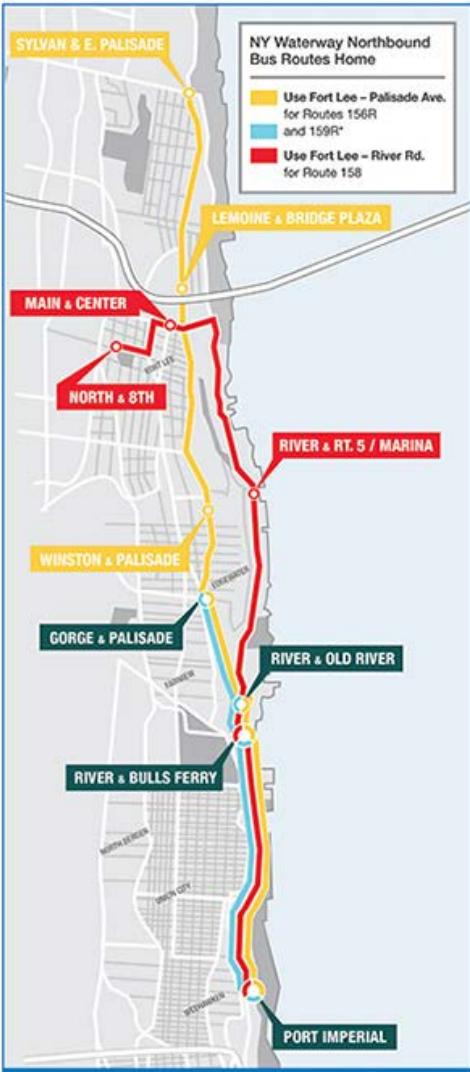 NY Waterway Northbound
Bus Routes Home
Use Fort Lee – Palisade Ave.
for Routes 156R
and 159R*
Use Fort Lee – River Rd.
for Route 158
SYLVAN & E. PALISADE
LEMOINE & BRIDGE PLAZA
MAIN & CENTER
FORT LEE
NORTH & 8TH
RIVER & RT. 5 / MARINA
WINSTON & PALISADE
EDGEWATER
GORGE & PALISADE
RIVER & OLD RIVER
FAIRVIEW
RIVER & BULLS FERRY
NORTH BERGEN
UNION CITY
WEEHAWKEN
PORT IMPERIAL